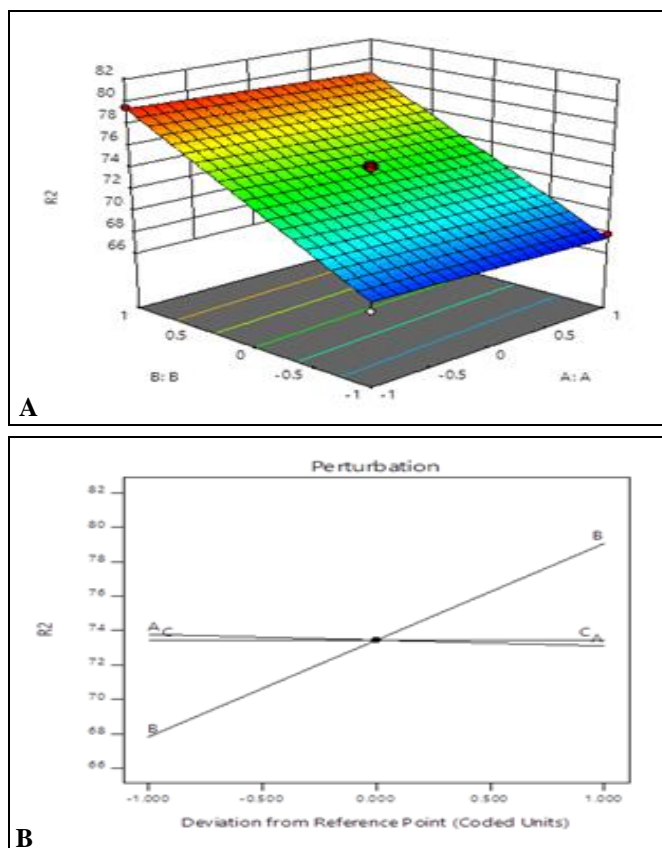 82
80
78
76
74
72
70
68
66
R2
1
0.5
0
-0.5
-1
B: B
-1
-0.5
0
0.5
1
A: A
A
Perturbation
82
80
78
76
74
72
70
68
66
R2
A
C
B
B
C
A
-1.000
-0.500
0.000
0.500
1.000
Deviation from Reference Point (Coded Units)
B